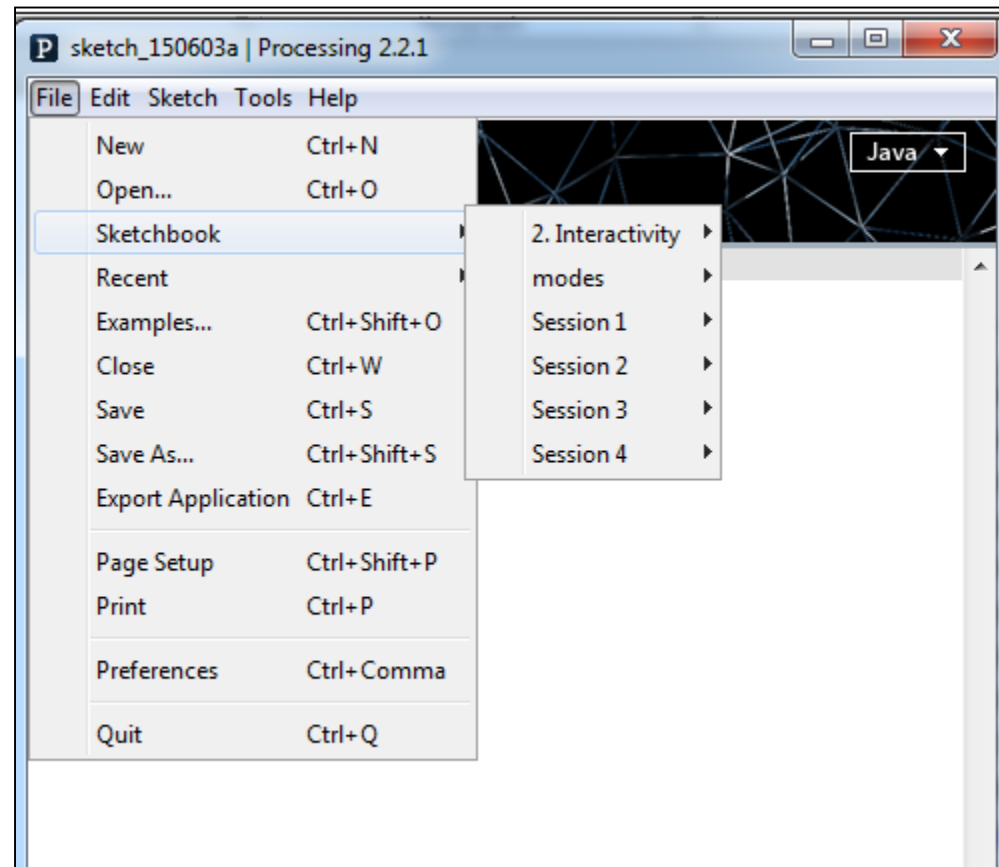 P sketch_150603a | Processing 2.2.1
File Edit Sketch Tools Help
Java
New Ctrl+N
Open... Ctrl+O
Sketchbook
Recent
Examples... Ctrl+Shift+O
Close Ctrl+W
Save Ctrl+S
Save As... Ctrl+Shift+S
Export Application Ctrl+E
Page Setup Ctrl+Shift+P
Print Ctrl+P
Preferences Ctrl+Comma
Quit Ctrl+Q
2. Interactivity
modes
Session 1
Session 2
Session 3
Session 4